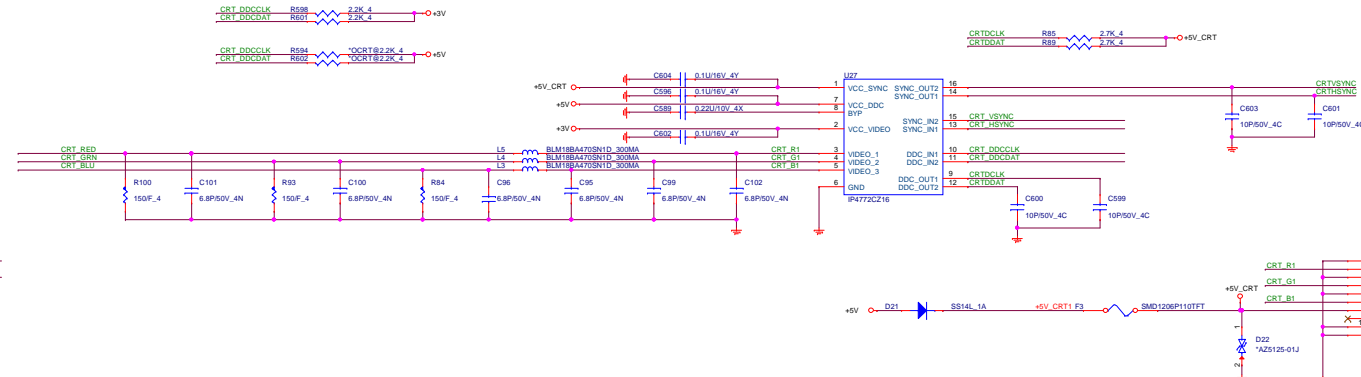 CRT_DDCCLK R598 2.2K_4
CRT_DDCDAT R601 2.2K_4
+3V
CRT_DDCCLK R594 *OCRT@2.2K_4
CRT_DDCDAT R602 *OCRT@2.2K_4
+5V
CRTDCLK R85 2.7K_4
CRTDDAT R89 2.7K_4
+5V_CRT
C604 0.1U/16V_4Y
+5V_CRT
C596 0.1U/16V_4Y
+5V
C589 0.22U/10V_4X
+3V
C602 0.1U/16V_4Y
U27
1 VCC_SYNC SYNC_OUT2 16 CRTVSYNC
SYNC_OUT1 14 CRTHSYNC
7 VCC_DDC
8 BYP
SYNC_IN2 15 CRT_VSYNC
2 VCC_VIDEO SYNC_IN1 13 CRT_HSYNC
CRT_RED L5 BLM18BA470SN1D_300MA CRT_R1 3 VIDEO_1 DDC_IN1 10 CRT_DDCCLK
CRT_GRN L4 BLM18BA470SN1D_300MA CRT_G1 4 VIDEO_2 DDC_IN2 11 CRT_DDCDAT
CRT_BLU L3 BLM18BA470SN1D_300MA CRT_B1 5 VIDEO_3
DDC_OUT1 9 CRTDCLK
6 GND DDC_OUT2 12 CRTDDAT
IP4772CZ16
C603
10P/50V_4C
C601
10P/50V_4C
R100
150/F_4
C101
6.8P/50V_4N
R93
150/F_4
C100
6.8P/50V_4N
R84
150/F_4
C96
6.8P/50V_4N
C95
6.8P/50V_4N
C99
6.8P/50V_4N
C102
6.8P/50V_4N
C600
10P/50V_4C
C599
10P/50V_4C
+5V D21 SS14L_1A +5V_CRT1 F3 SMD1206P110TFT
+5V_CRT
CRT_R1
CRT_G1
CRT_B1
1
D22
*AZ5125-01J
2